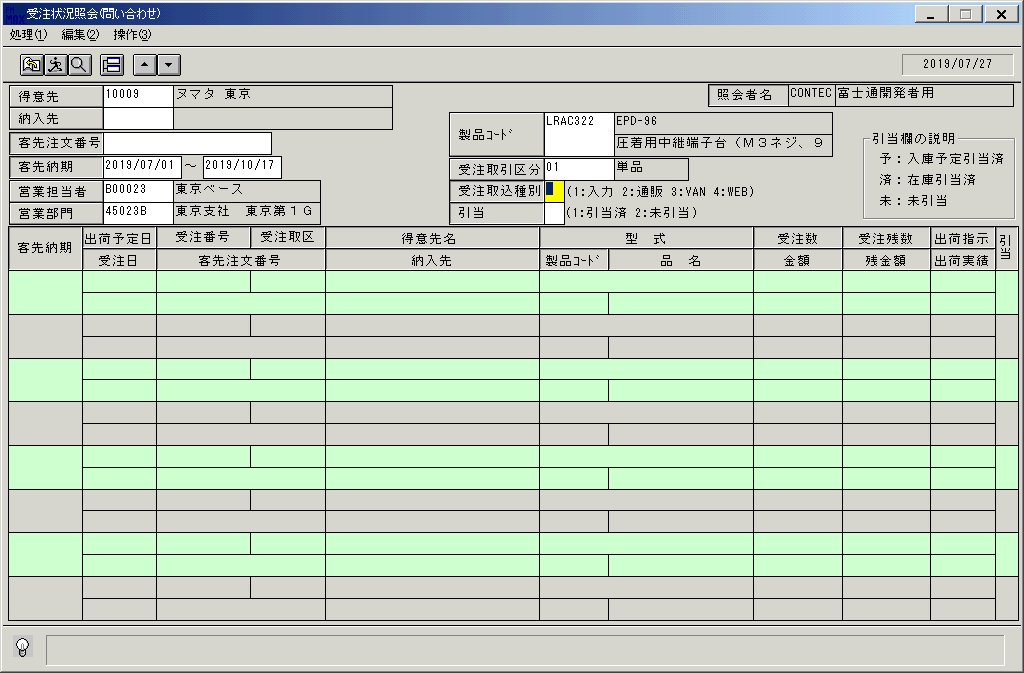 受注状況照会(問い合わせ)
処理(1) 編集(2) 操作(3)
2019/07/27
得意先 10009 ヌマタ 東京
照会者名 CONTEC 富士通開発者用
納入先
製品ｺｰﾄﾞ LRAC322 EPD-96
圧着用中継端子台（Ｍ３ネジ、９
客先注文番号
客先納期 2019/07/01 ～ 2019/10/17
受注取引区分 01 単品
営業担当者 B00023 東京ベース
受注取込種別 (1:入力 2:通販 3:VAN 4:WEB)
営業部門 45023B 東京支社 東京第１Ｇ
引当 (1:引当済 2:未引当)
引当欄の説明
予：入庫予定引当済
済：在庫引当済
未：未引当
客先納期 出荷予定日 受注番号 受注取区 得意先名 型 式 受注数 受注残数 出荷指示 引当
受注日 客先注文番号 納入先 製品ｺｰﾄﾞ 品 名 金額 残金額 出荷実績